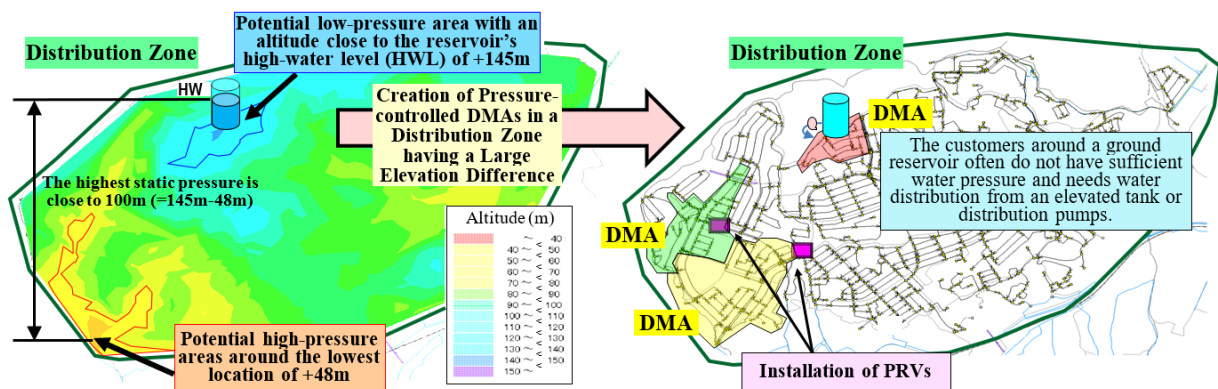 Distribution Zone
Potential low-pressure area with an
altitude close to the reservoir's
high-water level (HWL) of +145m
HW
Creation of Pressure-
controlled DMAs in a
Distribution Zone
having a Large
Elevation Difference
The highest static pressure is
close to 100m (=145m-48m)
Altitude (m)
～< 40
40～< 50
50～< 60
60～< 70
70～< 80
80～< 90
90～< 100
100～< 110
110～< 120
120～< 130
130～< 140
140～< 150
150～
Potential high-pressure
areas around the lowest
location of +48m
Distribution Zone
DMA
The customers around a ground
reservoir often do not have sufficient
water pressure and needs water
distribution from an elevated tank or
distribution pumps.
DMA
DMA
Installation of PRVs